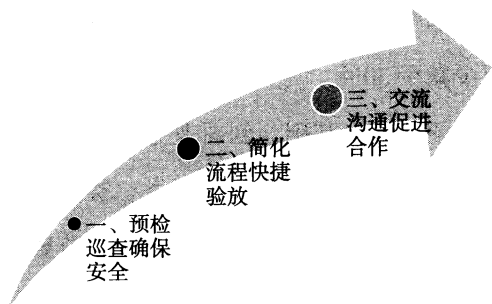 一、预检
巡查确保
安全
二、简化
流程快捷
验放
三、交流
沟通促进
合作